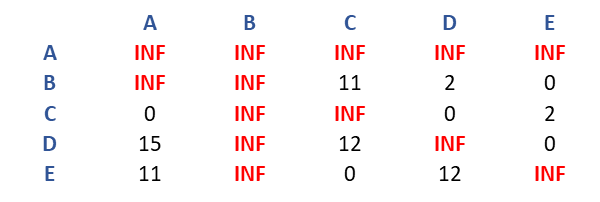 A B C D E
A INF INF INF INF INF
B INF INF 11 2 0
C 0 INF INF 0 2
D 15 INF 12 INF 0
E 11 INF 0 12 INF